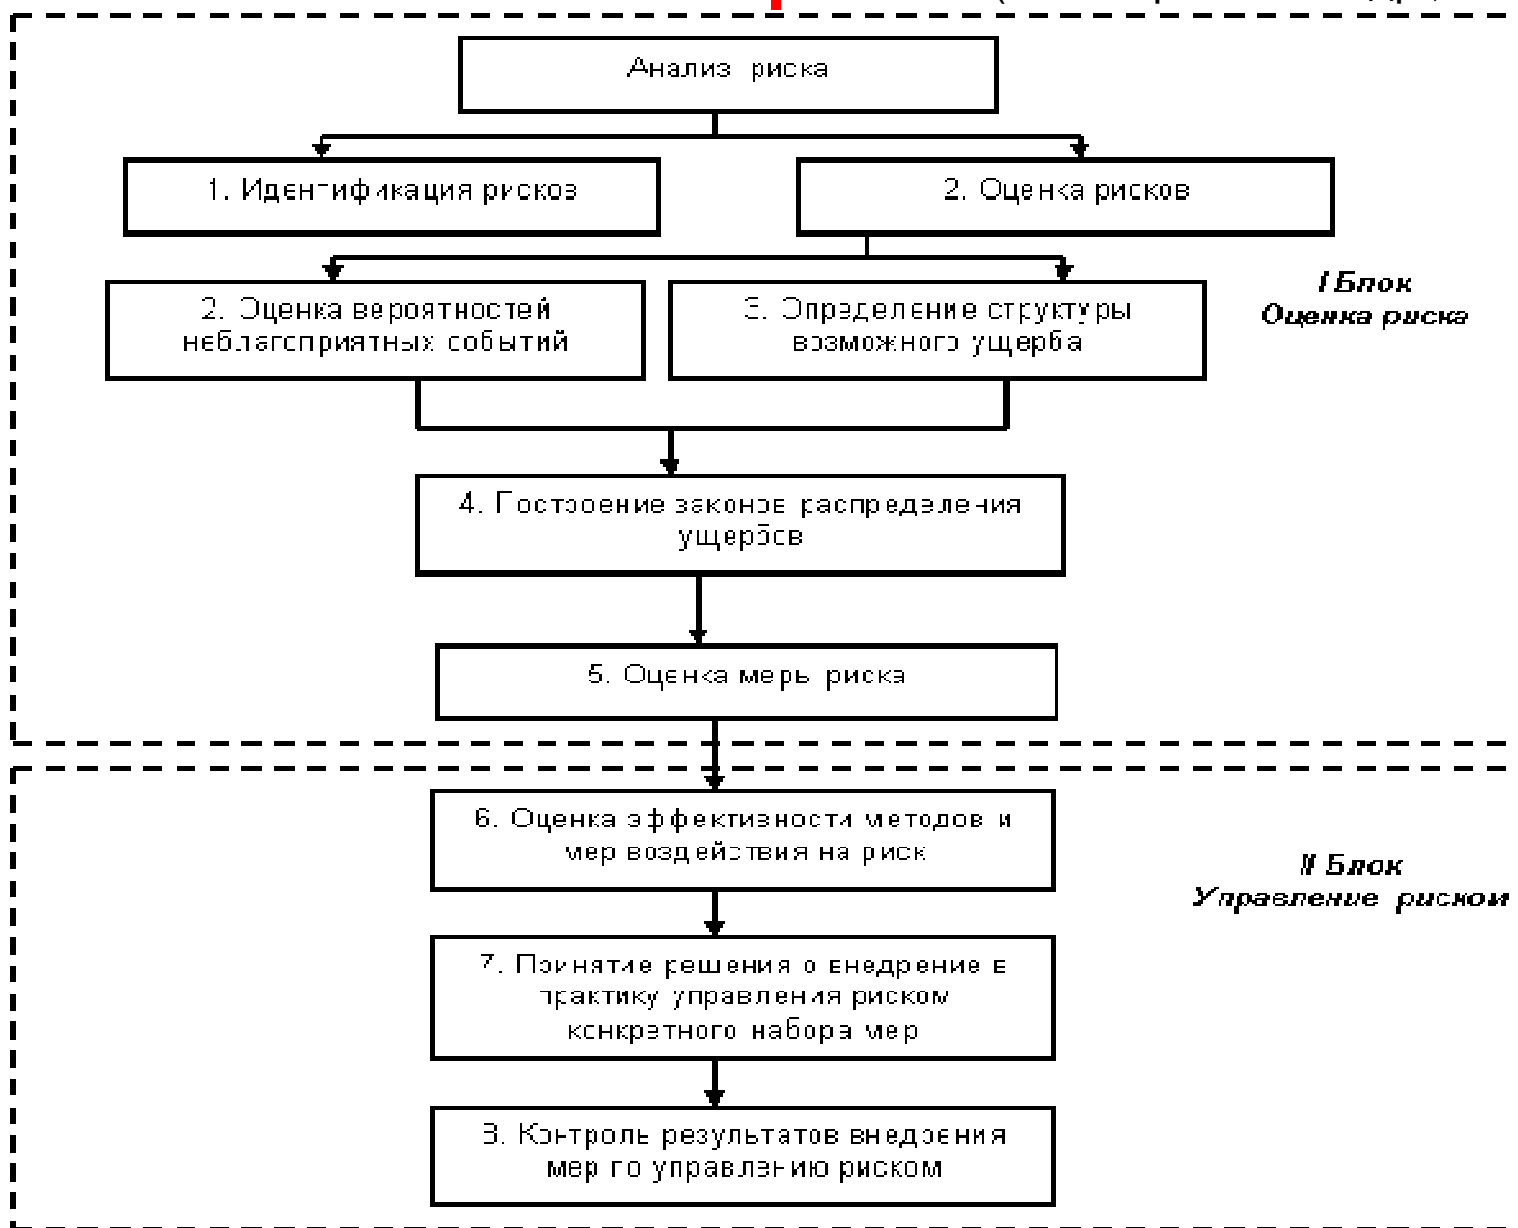 Анализ риска
1. Идентификация рисков
2. Оценка рисков
2. Оценка вероятностей
неблагоприятных событий
3. Определение структуры
возможного ущерба
I Блок
Оценка риска
4. Построение законов распределения
ущербов
5. Оценка меры риска
6. Оценка эффективности методов и
мер воздействия на риск
II Блок
Управление риском
7. Принятие решения о внедрение в
практику управления риском
конкретного набора мер
8. Контроль результатов внедрения
мер по управлению риском